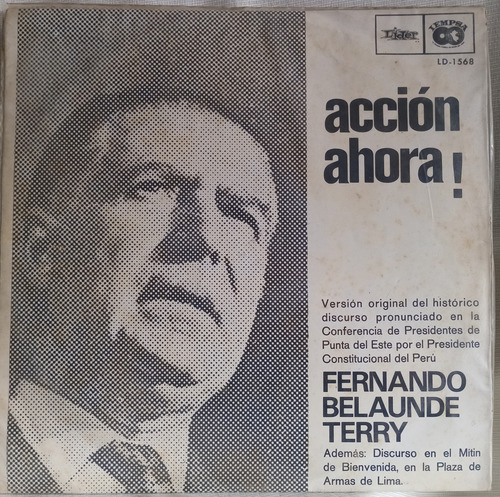 Líder
IEMPSA
LD-1568
acción
ahora!
Versión original del histórico
discurso pronunciado en la
Conferencia de Presidentes de
Punta del Este por el Presidente
Constitucional del Perú
FERNANDO
BELAUNDE
TERRY
Además: Discurso en el Mitin
de Bienvenida, en la Plaza de
Armas de Lima.